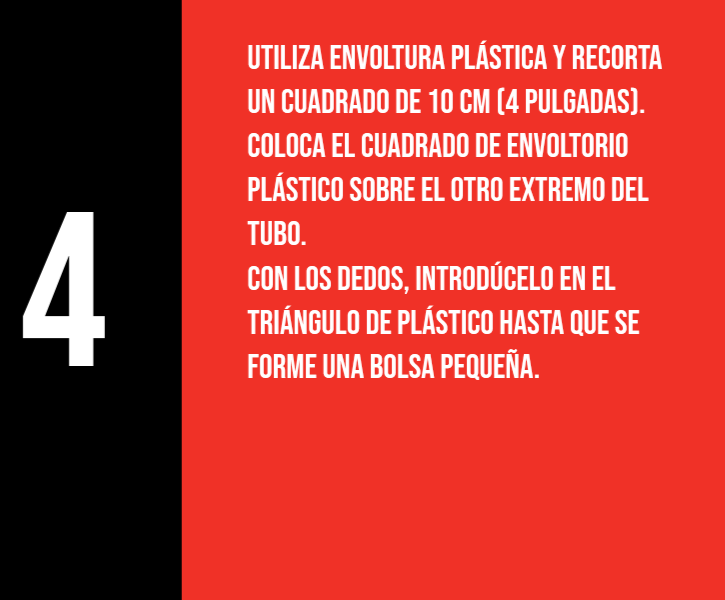 4
UTILIZA ENVOLTURA PLÁSTICA Y RECORTA
UN CUADRADO DE 10 CM (4 PULGADAS).
COLOCA EL CUADRADO DE ENVOLTORIO
PLÁSTICO SOBRE EL OTRO EXTREMO DEL
TUBO.
CON LOS DEDOS, INTRODÚCELO EN EL
TRIÁNGULO DE PLÁSTICO HASTA QUE SE
FORME UNA BOLSA PEQUEÑA.